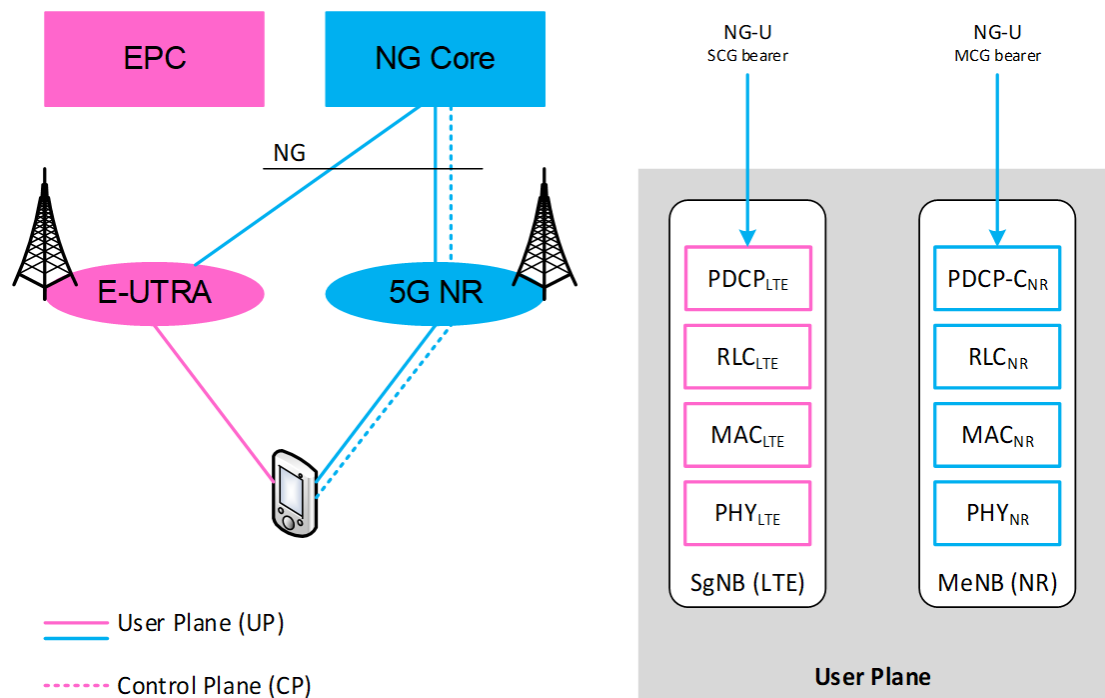 EPC
NG Core
NG
E-UTRA
5G NR
User Plane (UP)
Control Plane (CP)
NG-U
SCG bearer
NG-U
MCG bearer
PDCPLTE
RLCLTE
MACLTE
PHYLTE
SgNB (LTE)
PDCP-CNR
RLCNR
MACNR
PHYNR
MeNB (NR)
User Plane